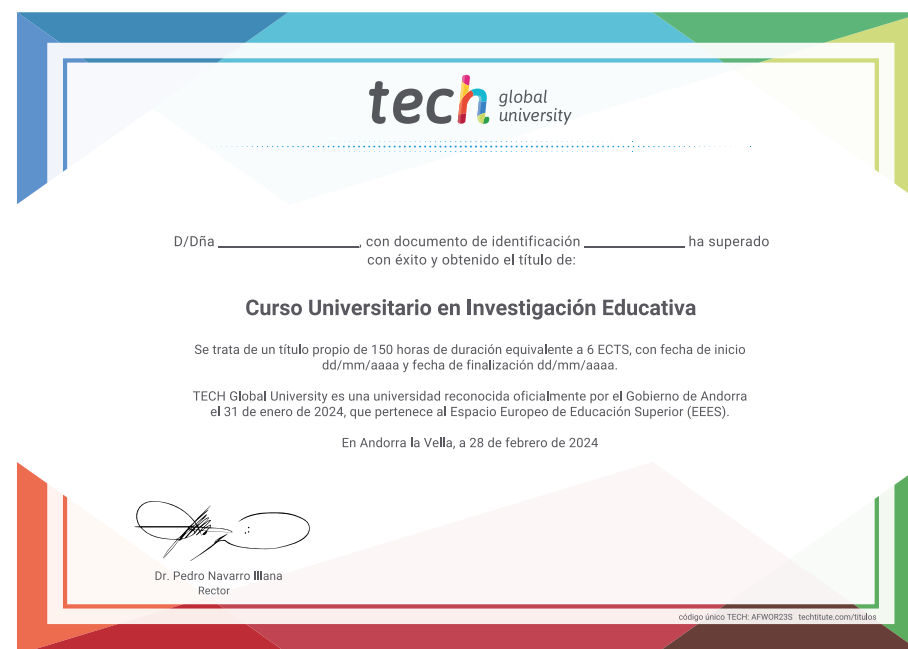 tech global university
D/Dña ____________________, con documento de identificación ______________ ha superado
con éxito y obtenido el título de:
Curso Universitario en Investigación Educativa
Se trata de un título propio de 150 horas de duración equivalente a 6 ECTS, con fecha de inicio
dd/mm/aaaa y fecha de finalización dd/mm/aaaa.
TECH Global University es una universidad reconocida oficialmente por el Gobierno de Andorra
el 31 de enero de 2024, que pertenece al Espacio Europeo de Educación Superior (EEES).
En Andorra la Vella, a 28 de febrero de 2024
Dr. Pedro Navarro Illana
Rector
código único TECH: AFWOR23S techtitute.com/titulos